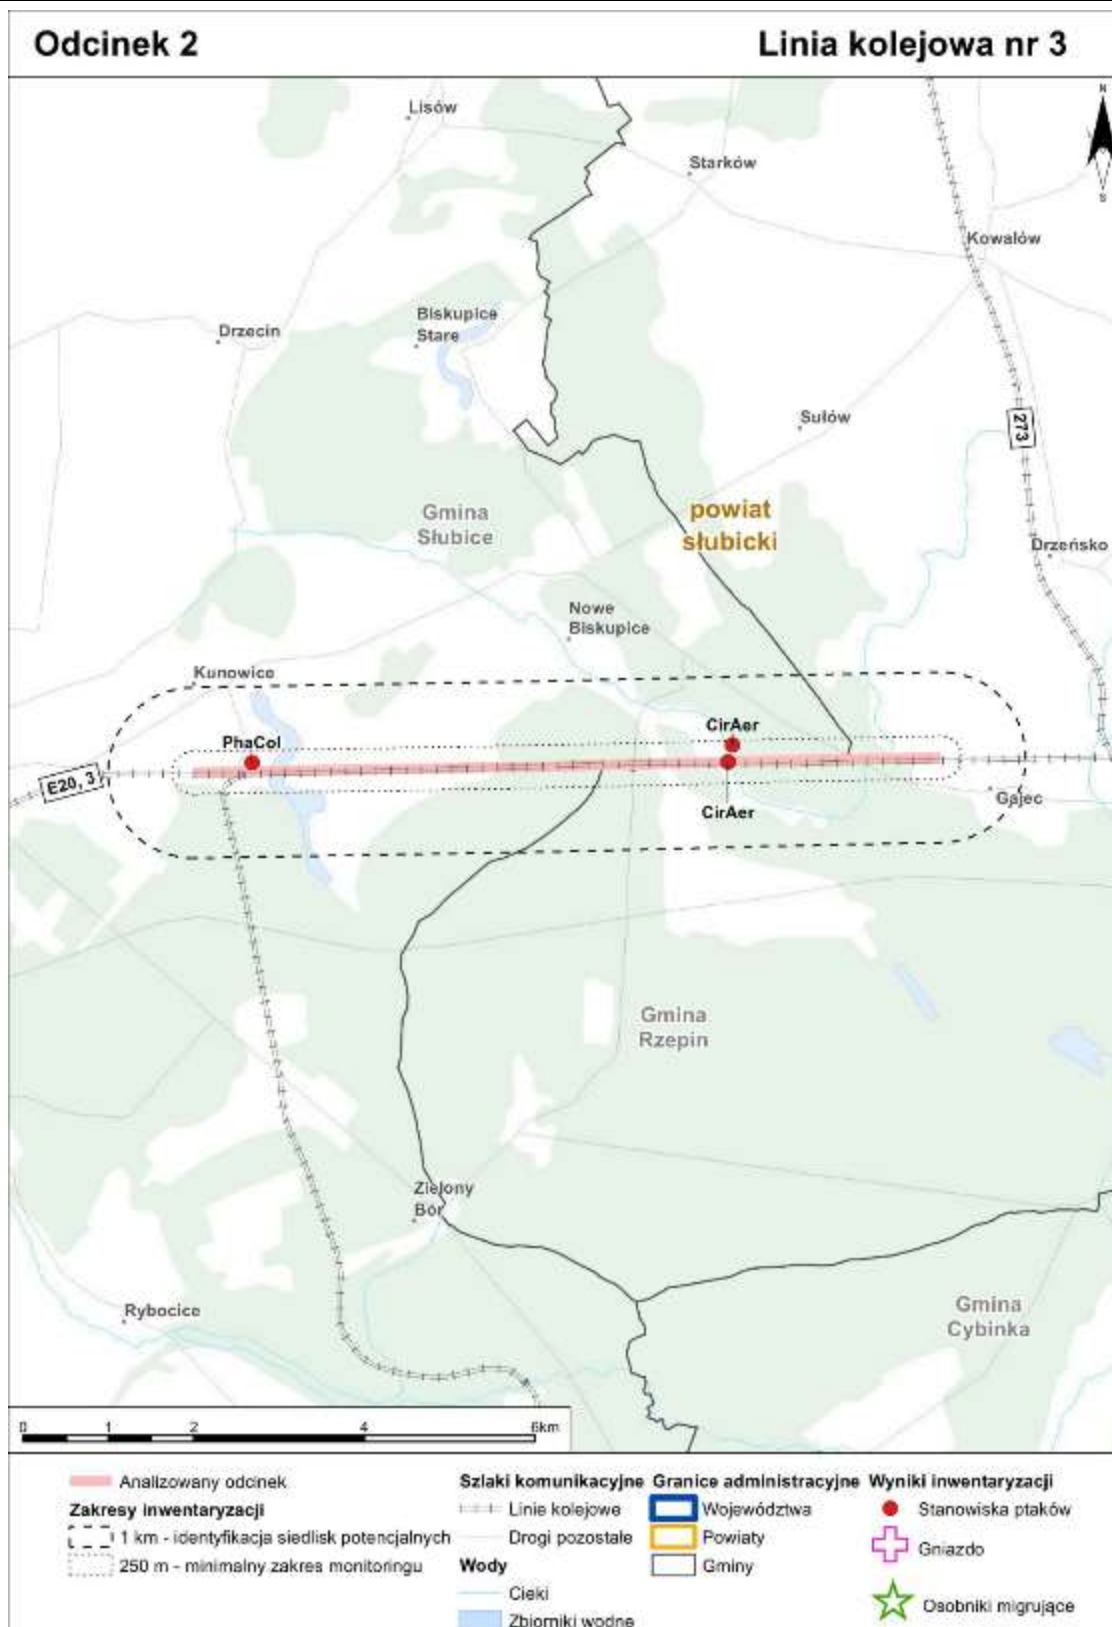 Odcinek 2
Linia kolejowa nr 3
N
S
Lisów
Starków
Kowalów
Drzecin
Biskupice
Stare
Sułów
273
Gmina
Słubice
powiat
słubicki
Drzeńsko
Nowe
Biskupice
Kunowice
CirAer
PhaCol
E20, 3
Gajec
CirAer
Gmina
Rzepin
Zielony
Bór
Rybocice
Gmina
Cybinka
0 1 2 4 6km
Analizowany odcinek
Zakresy inwentaryzacji
1 km - identyfikacja siedlisk potencjalnych
250 m - minimalny zakres monitoringu
Szlaki komunikacyjne
Linie kolejowe
Drogi pozostałe
Wody
Cieki
Zbiorniki wodne
Granice administracyjne
Województwa
Powiaty
Gminy
Wyniki inwentaryzacji
Stanowiska ptaków
Gniazdo
Osobniki migrujące